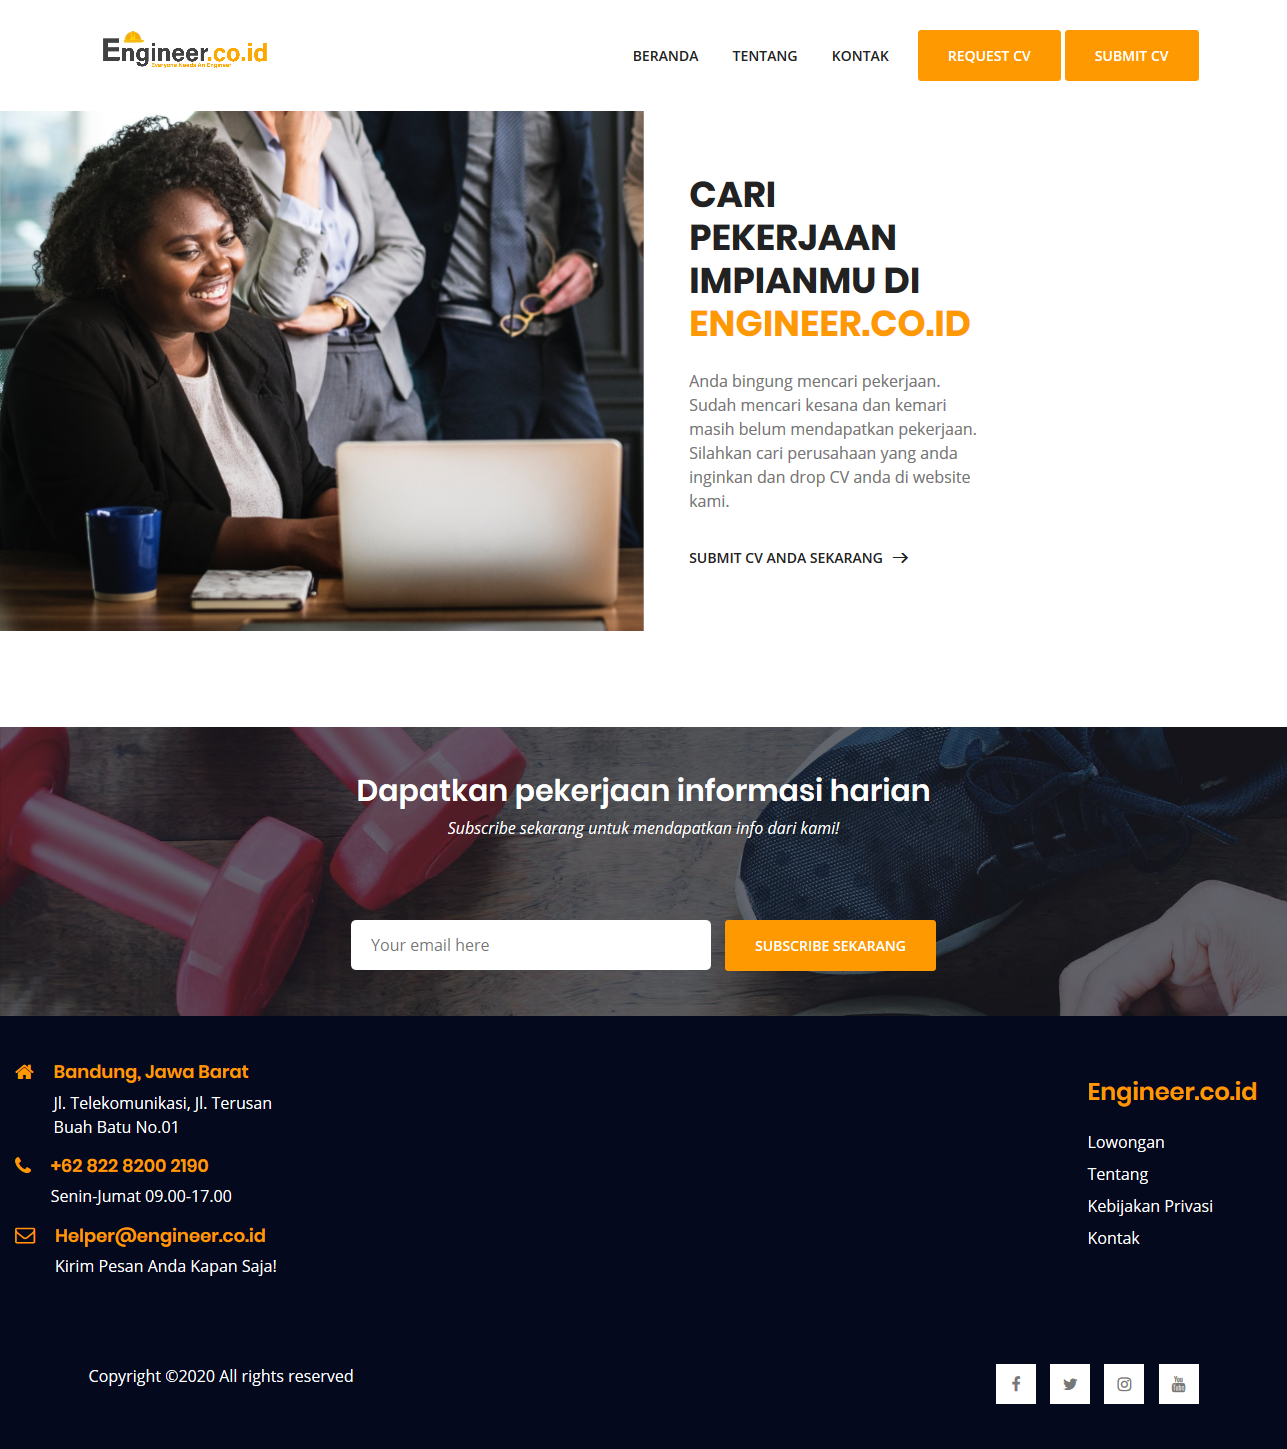 Engineer.co.id
Everyone Needs An Engineer
BERANDA
TENTANG
KONTAK
REQUEST CV
SUBMIT CV
CARI
PEKERJAAN
IMPIANMU DI
ENGINEER.CO.ID
Anda bingung mencari pekerjaan.
Sudah mencari kesana dan kemari
masih belum mendapatkan pekerjaan.
Silahkan cari perusahaan yang anda
inginkan dan drop CV anda di website
kami.
SUBMIT CV ANDA SEKARANG
Dapatkan pekerjaan informasi harian
Subscribe sekarang untuk mendapatkan info dari kami!
Your email here
SUBSCRIBE SEKARANG
Bandung, Jawa Barat
Jl. Telekomunikasi, Jl. Terusan
Buah Batu No.01
+62 822 8200 2190
Senin-Jumat 09.00-17.00
Helper@engineer.co.id
Kirim Pesan Anda Kapan Saja!
Engineer.co.id
Lowongan
Tentang
Kebijakan Privasi
Kontak
Copyright ©2020 All rights reserved
You
Tube